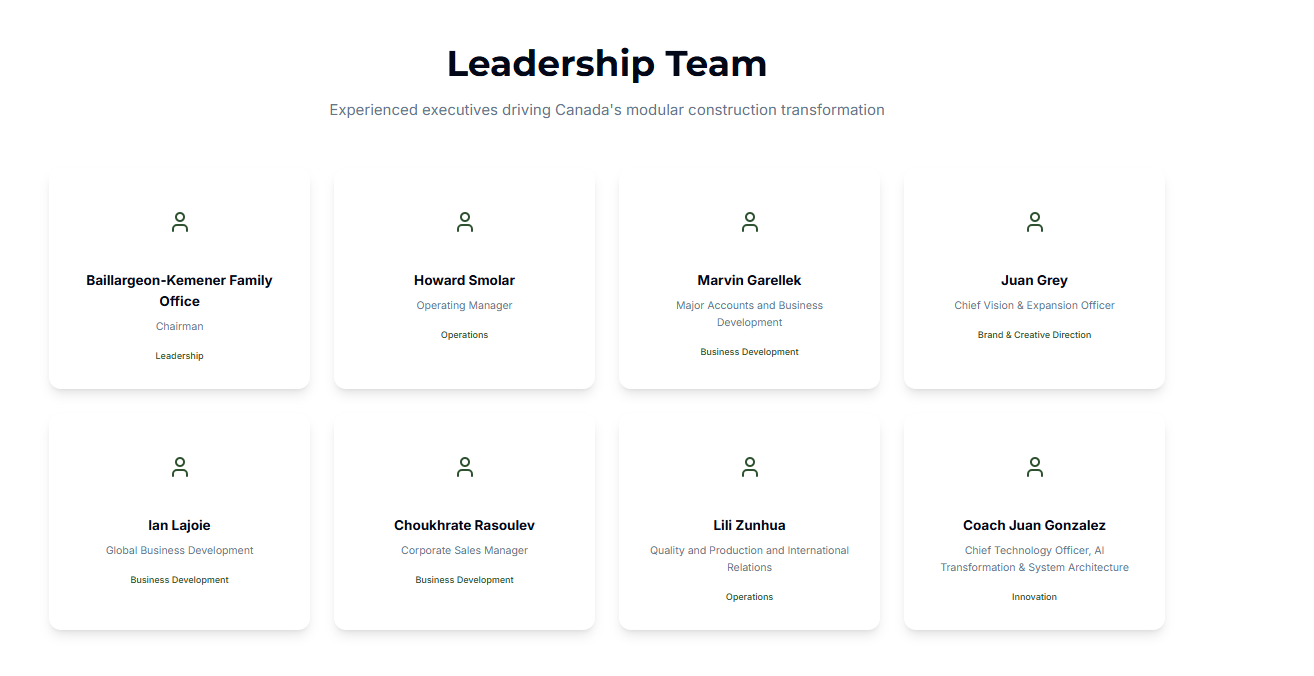 Leadership Team
Experienced executives driving Canada's modular construction transformation
Baillargeon-Kemener Family
Office
Chairman
Leadership
Howard Smolar
Operating Manager
Operations
Marvin Garellek
Major Accounts and Business
Development
Business Development
Juan Grey
Chief Vision & Expansion Officer
Brand & Creative Direction
Ian Lajoie
Global Business Development
Business Development
Choukhrate Rasoulev
Corporate Sales Manager
Business Development
Lili Zunhua
Quality and Production and International
Relations
Operations
Coach Juan Gonzalez
Chief Technology Officer, AI
Transformation & System Architecture
Innovation